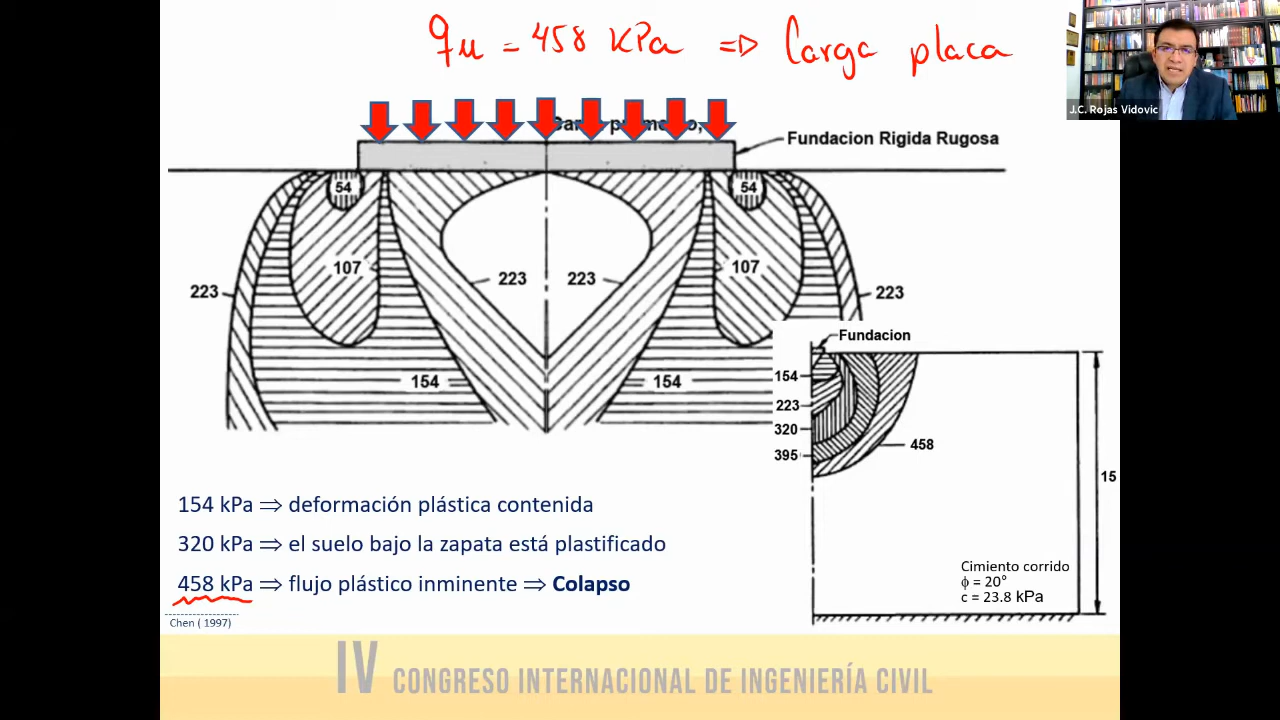 qu = 458 KPa ⇒ Carga placa
J.C. Rojas Vidovic
Fundacion Rigida Rugosa
54
54
107
107
223
223
223
223
154
154
Fundacion
154
223
320
395
458
15
154 kPa ⇒ deformación plástica contenida
320 kPa ⇒ el suelo bajo la zapata está plastificado
458 kPa ⇒ flujo plástico inminente ⇒ Colapso
Cimiento corrido
ϕ = 20°
c = 23.8 kPa
Chen ( 1997)
IV CONGRESO INTERNACIONAL DE INGENIERÍA CIVIL